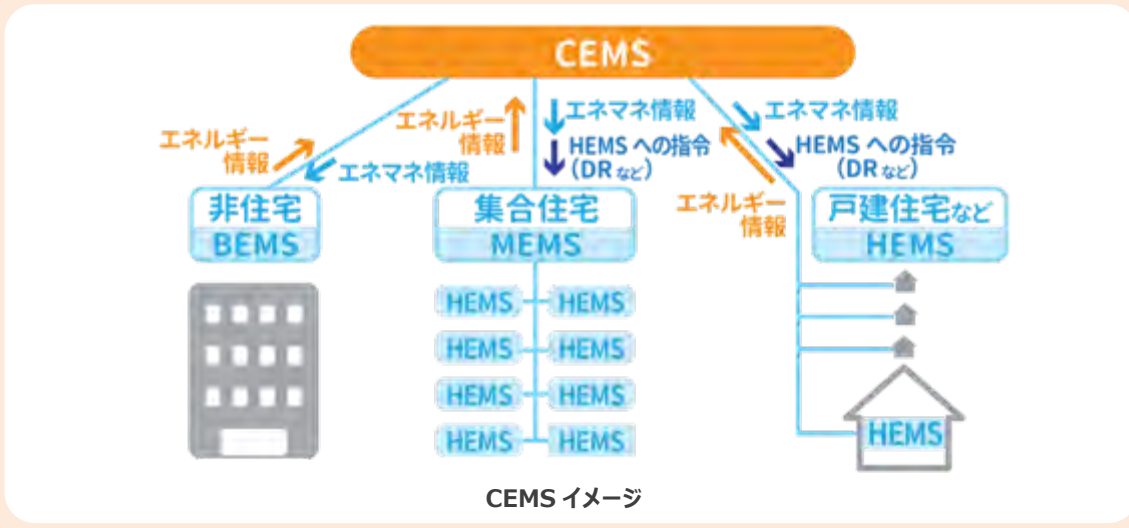 CEMS
エネルギー
情報
エネマネ情報
エネルギー
情報
エネマネ情報
HEMS への指令
(DR など)
エネマネ情報
HEMS への指令
(DR など)
エネルギー
情報
非住宅
BEMS
集合住宅
MEMS
戸建住宅など
HEMS
HEMS HEMS
HEMS HEMS
HEMS HEMS
HEMS HEMS
HEMS
CEMS イメージ